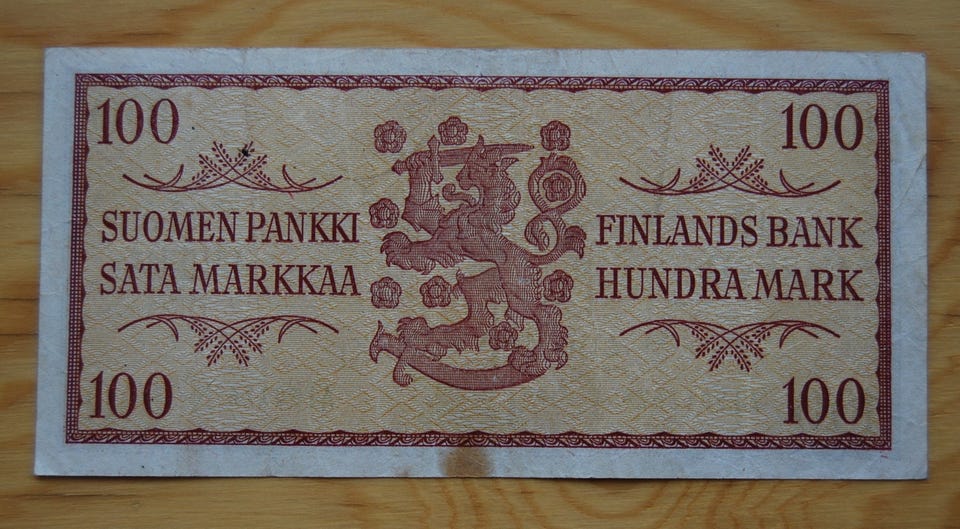 100
100
SUOMEN PANKKI
SATA MARKKAA
FINLANDS BANK
HUNDRA MARK
100
100